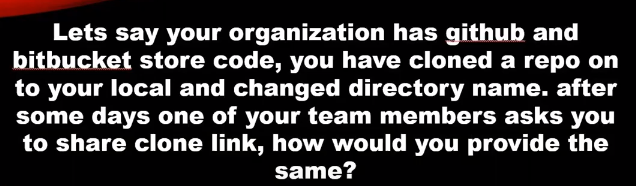 Lets say your organization has github and
bitbucket store code, you have cloned a repo on
to your local and changed directory name. after
some days one of your team members asks you
to share clone link, how would you provide the
same?